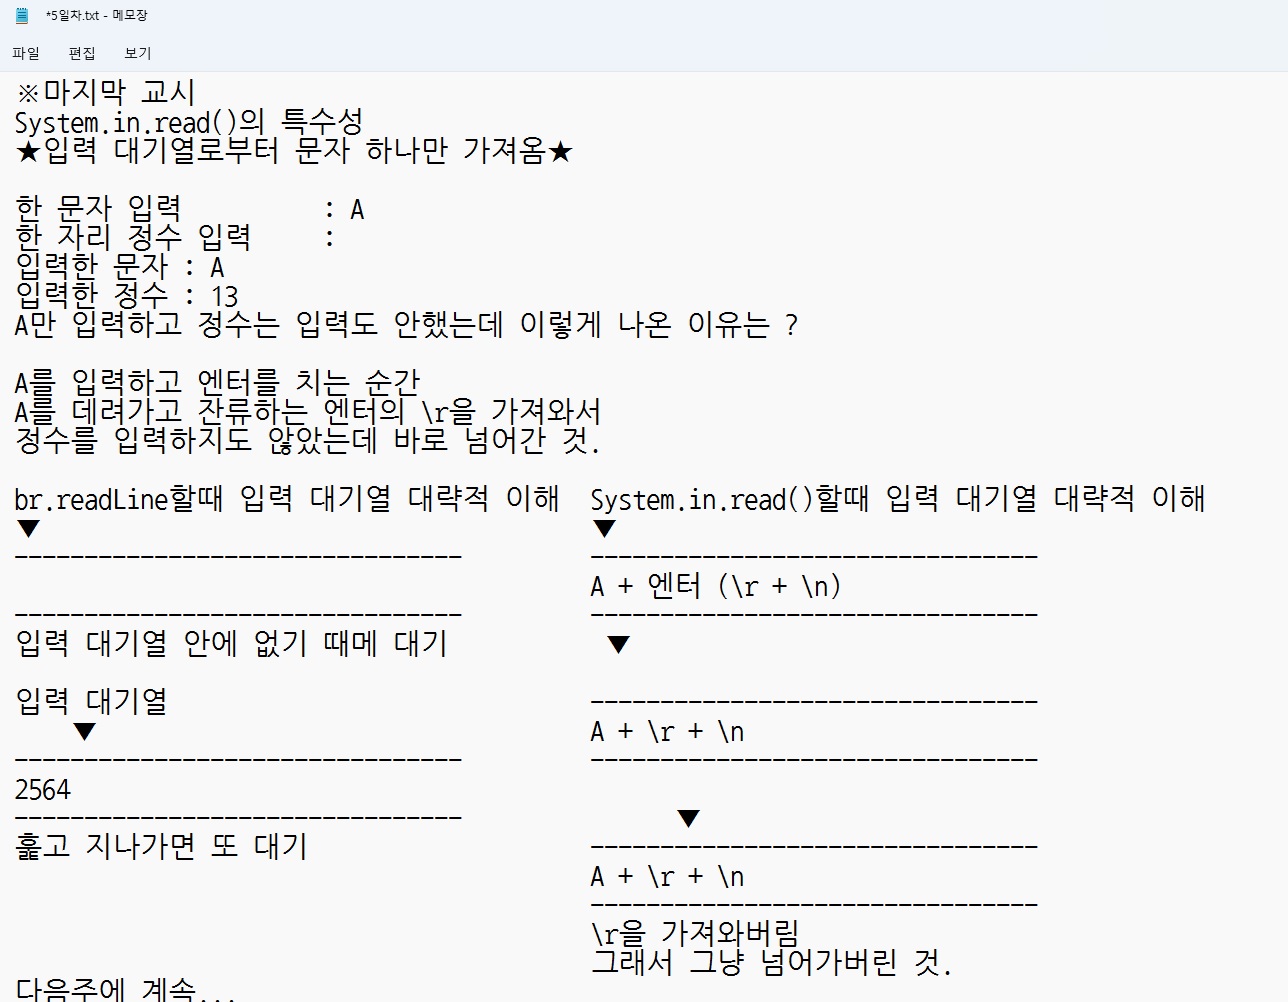 *5일차.txt - 메모장
파일 편집 보기
※마지막 교시
System.in.read()의 특수성
★입력 대기열로부터 문자 하나만 가져옴★
한 문자 입력 : A
한 자리 정수 입력 :
입력한 문자 : A
입력한 정수 : 13
A만 입력하고 정수는 입력도 안했는데 이렇게 나온 이유는 ?
A를 입력하고 엔터를 치는 순간
A를 데려가고 잔류하는 엔터의 \r을 가져와서
정수를 입력하지도 않았는데 바로 넘어간 것.
br.readLine할때 입력 대기열 대략적 이해 System.in.read()할때 입력 대기열 대략적 이해
▼ ▼
-------------------------------- --------------------------------
A + 엔터 (\r + \n)
-------------------------------- --------------------------------
입력 대기열 안에 없기 때메 대기 ▼
입력 대기열 --------------------------------
▼ A + \r + \n
-------------------------------- --------------------------------
2564
-------------------------------- ▼
훑고 지나가면 또 대기 --------------------------------
A + \r + \n
--------------------------------
\r을 가져와버림
그래서 그냥 넘어가버린 것.
다음주에 계속...